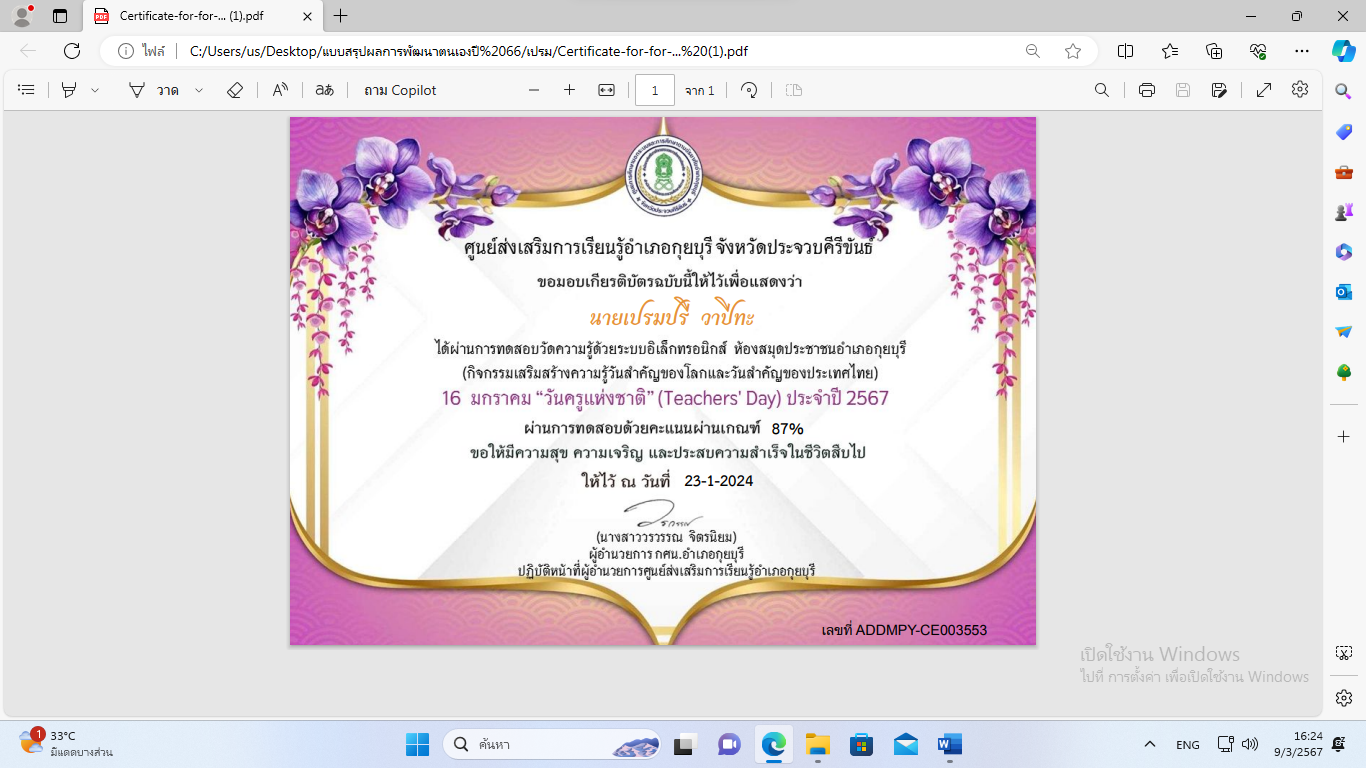 Certificate-for-for-... (1).pdf
ไฟล์
C:/Users/us/Desktop/แบบสรุปผลการพัฒนาตนเองปี%2066/เปรม/Certificate-for-for-...%20(1).pdf
วาด
ถาม Copilot
1
จาก 1
ศูนย์ส่งเสริมการเรียนรู้อำเภอกุยบุรี จังหวัดประจวบคีรีขันธ์
ขอมอบเกียรติบัตรฉบับนี้ให้ไว้เพื่อแสดงว่า
นายเปรมปรี วาปีทะ
ได้ผ่านการทดสอบวัดความรู้ด้วยระบบอิเล็กทรอนิกส์ ห้องสมุดประชาชนอำเภอกุยบุรี
(กิจกรรมเสริมสร้างความรู้วันสำคัญของโลกและวันสำคัญของประเทศไทย)
16 มกราคม “วันครูแห่งชาติ” (Teachers' Day) ประจำปี 2567
ผ่านการทดสอบด้วยคะแนนผ่านเกณฑ์ 87%
ขอให้มีความสุข ความเจริญ และประสบความสำเร็จในชีวิตสืบไป
ให้ไว้ ณ วันที่ 23-1-2024
(นางสาววรวรรณ จิตรนิยม)
ผู้อำนวยการ กศน.อำเภอกุยบุรี
ปฏิบัติหน้าที่ผู้อำนวยการศูนย์ส่งเสริมการเรียนรู้อำเภอกุยบุรี
เลขที่ ADDMPY-CE003553
เปิดใช้งาน Windows
ไปที่ การตั้งค่า เพื่อเปิดใช้งาน Windows
1
33°C
มีแดดบางส่วน
ค้นหา
ENG
16:24
9/3/2567